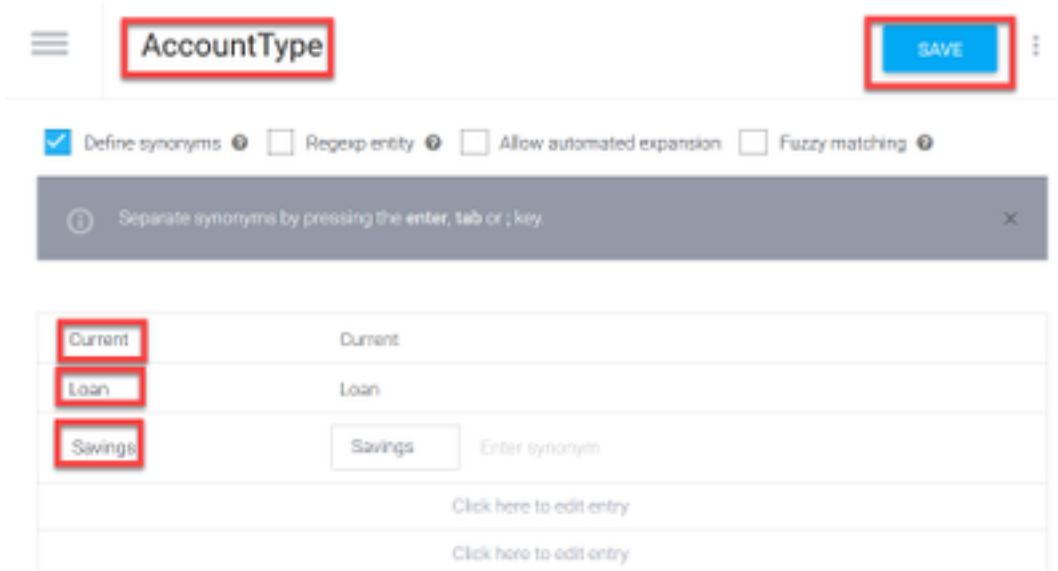 AccountType SAVE
Define synonyms Regexp entity Allow automated expansion Fuzzy matching
Separate synonyms by pressing the enter, tab or ; key.
Current Current
Loan Loan
Savings Savings Enter synonym
Click here to edit entry
Click here to edit entry